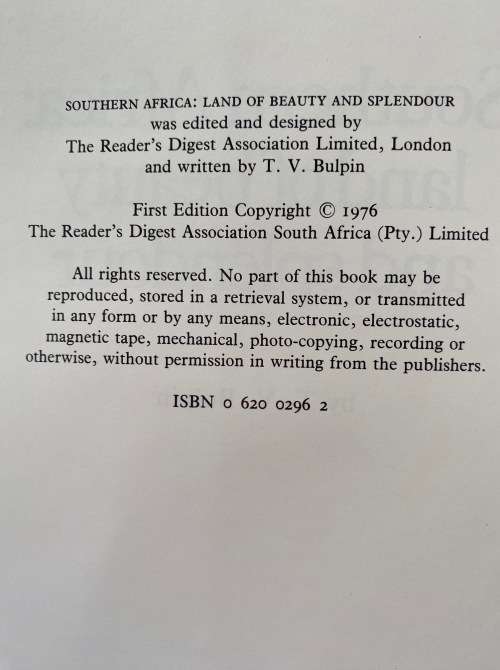 SOUTHERN AFRICA: LAND OF BEAUTY AND SPLENDOUR
was edited and designed by
The Reader's Digest Association Limited, London
and written by T. V. Bulpin
First Edition Copyright © 1976
The Reader's Digest Association South Africa (Pty.) Limited
All rights reserved. No part of this book may be
reproduced, stored in a retrieval system, or transmitted
in any form or by any means, electronic, electrostatic,
magnetic tape, mechanical, photo-copying, recording or
otherwise, without permission in writing from the publishers.
ISBN 0 620 0296 2